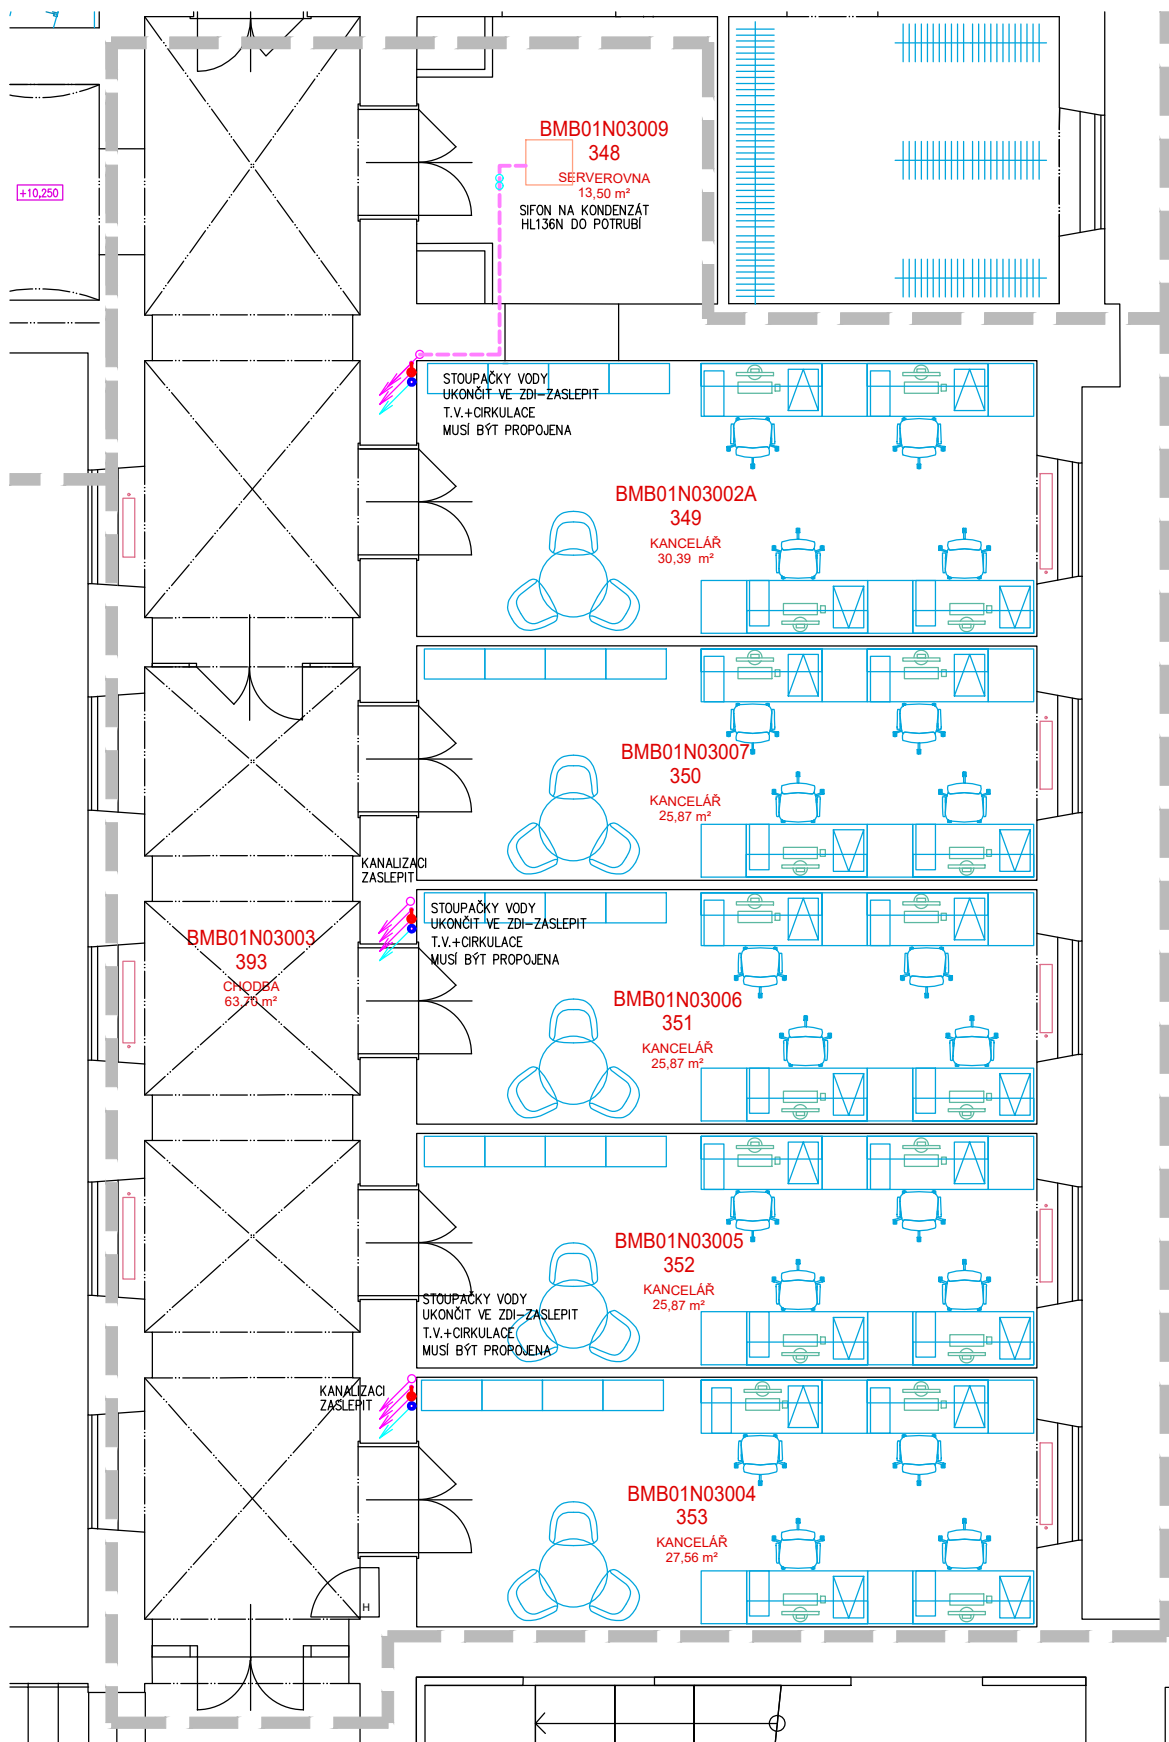 BMB01N03009
348
SERVEROVNA
13,50 m²
SIFON NA KONDENZÁT
HL136N DO POTRUBÍ
+10,250
STOUPAČKY VODY
UKONČIT VE ZDI-ZASLEPIT
T.V.+CIRKULACE
MUSÍ BÝT PROPOJENA
BMB01N03002A
349
KANCELÁŘ
30,39 m²
BMB01N03007
350
KANCELÁŘ
25,87 m²
KANALIZACI
ZASLEPIT
STOUPAČKY VODY
UKONČIT VE ZDI-ZASLEPIT
T.V.+CIRKULACE
MUSÍ BÝT PROPOJENA
BMB01N03003
393
CHODBA
63,70 m²
BMB01N03006
351
KANCELÁŘ
25,87 m²
BMB01N03005
352
KANCELÁŘ
25,87 m²
STOUPAČKY VODY
UKONČIT VE ZDI-ZASLEPIT
T.V.+CIRKULACE
MUSÍ BÝT PROPOJENA
KANALIZACI
ZASLEPIT
BMB01N03004
353
KANCELÁŘ
27,56 m²
H